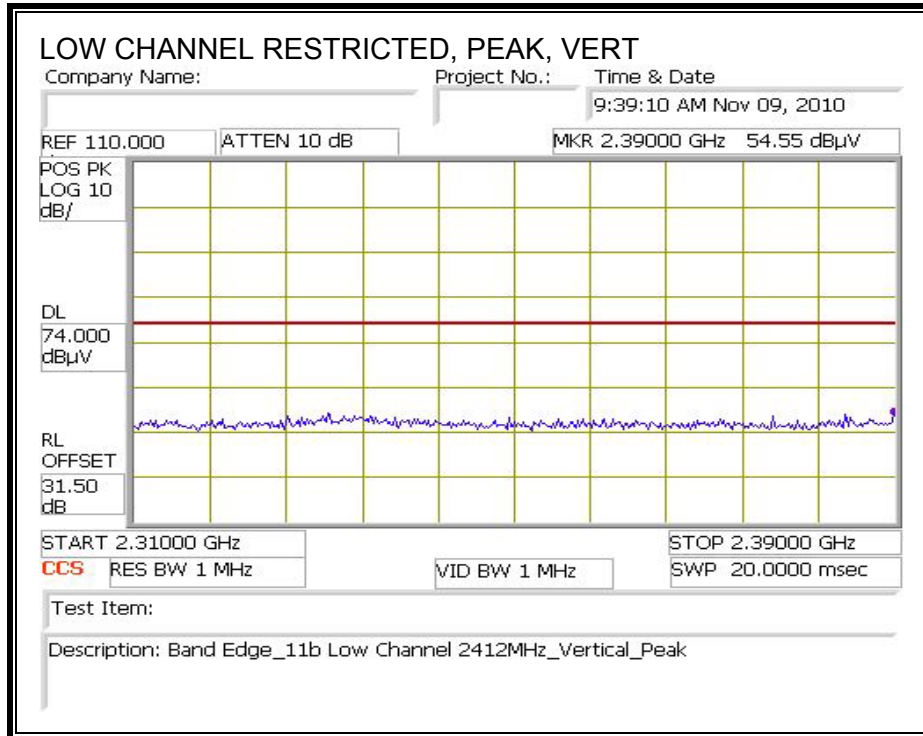 LOW CHANNEL RESTRICTED, PEAK, VERT
Company Name:
Project No.:
Time & Date
9:39:10 AM Nov 09, 2010
REF 110.000
ATTEN 10 dB
MKR 2.39000 GHz 54.55 dBµV
POS PK
LOG 10
dB/
DL
74.000
dBµV
RL
OFFSET
31.50
dB
START 2.31000 GHz
STOP 2.39000 GHz
CCS RES BW 1 MHz
VID BW 1 MHz
SWP 20.0000 msec
Test Item:
Description: Band Edge_11b Low Channel 2412MHz_Vertical_Peak